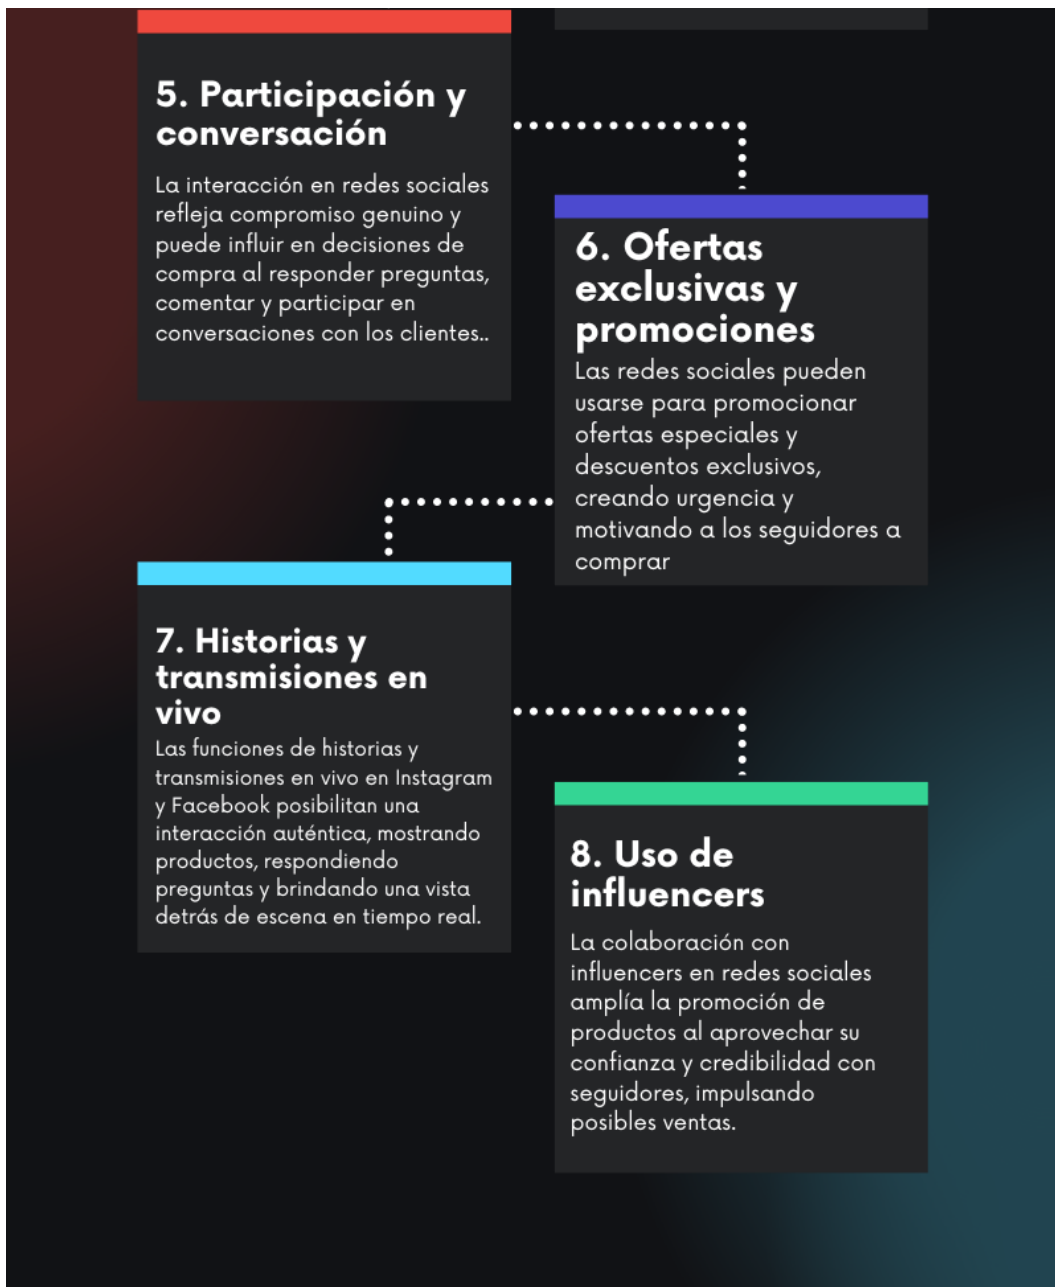 5. Participación y
conversación
La interacción en redes sociales
refleja compromiso genuino y
puede influir en decisiones de
compra al responder preguntas,
comentar y participar en
conversaciones con los clientes..
6. Ofertas
exclusivas y
promociones
Las redes sociales pueden
usarse para promocionar
ofertas especiales y
descuentos exclusivos,
creando urgencia y
motivando a los seguidores a
comprar
7. Historias y
transmisiones en
vivo
Las funciones de historias y
transmisiones en vivo en Instagram
y Facebook posibilitan una
interacción auténtica, mostrando
productos, respondiendo
preguntas y brindando una vista
detrás de escena en tiempo real.
8. Uso de
influencers
La colaboración con
influencers en redes sociales
amplía la promoción de
productos al aprovechar su
confianza y credibilidad con
seguidores, impulsando
posibles ventas.